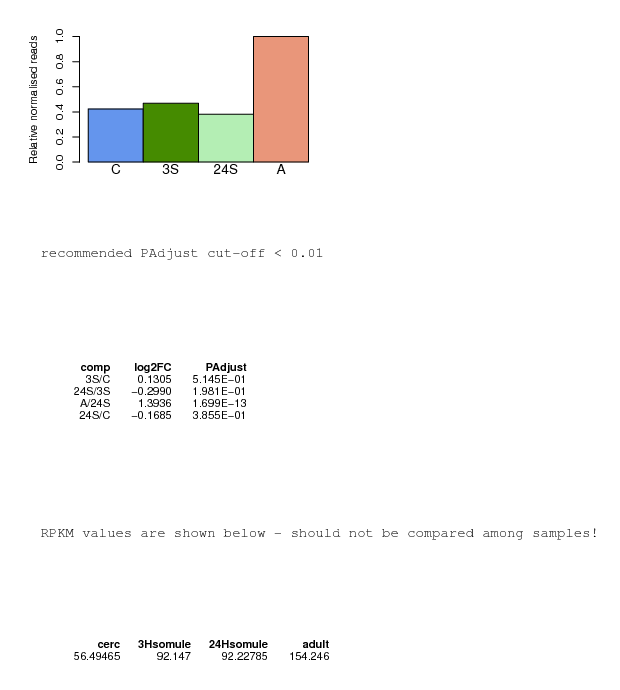 Relative normalised reads
1.0
0.8
0.6
0.4
0.2
0.0
C 3S 24S A
recommended PAdjust cut-off < 0.01
comp log2FC PAdjust
3S/C 0.1305 5.145E-01
24S/3S -0.2990 1.981E-01
A/24S 1.3936 1.699E-13
24S/C -0.1685 3.855E-01
RPKM values are shown below - should not be compared among samples!
cerc 3Hsomule 24Hsomule adult
56.49465 92.147 92.22785 154.246